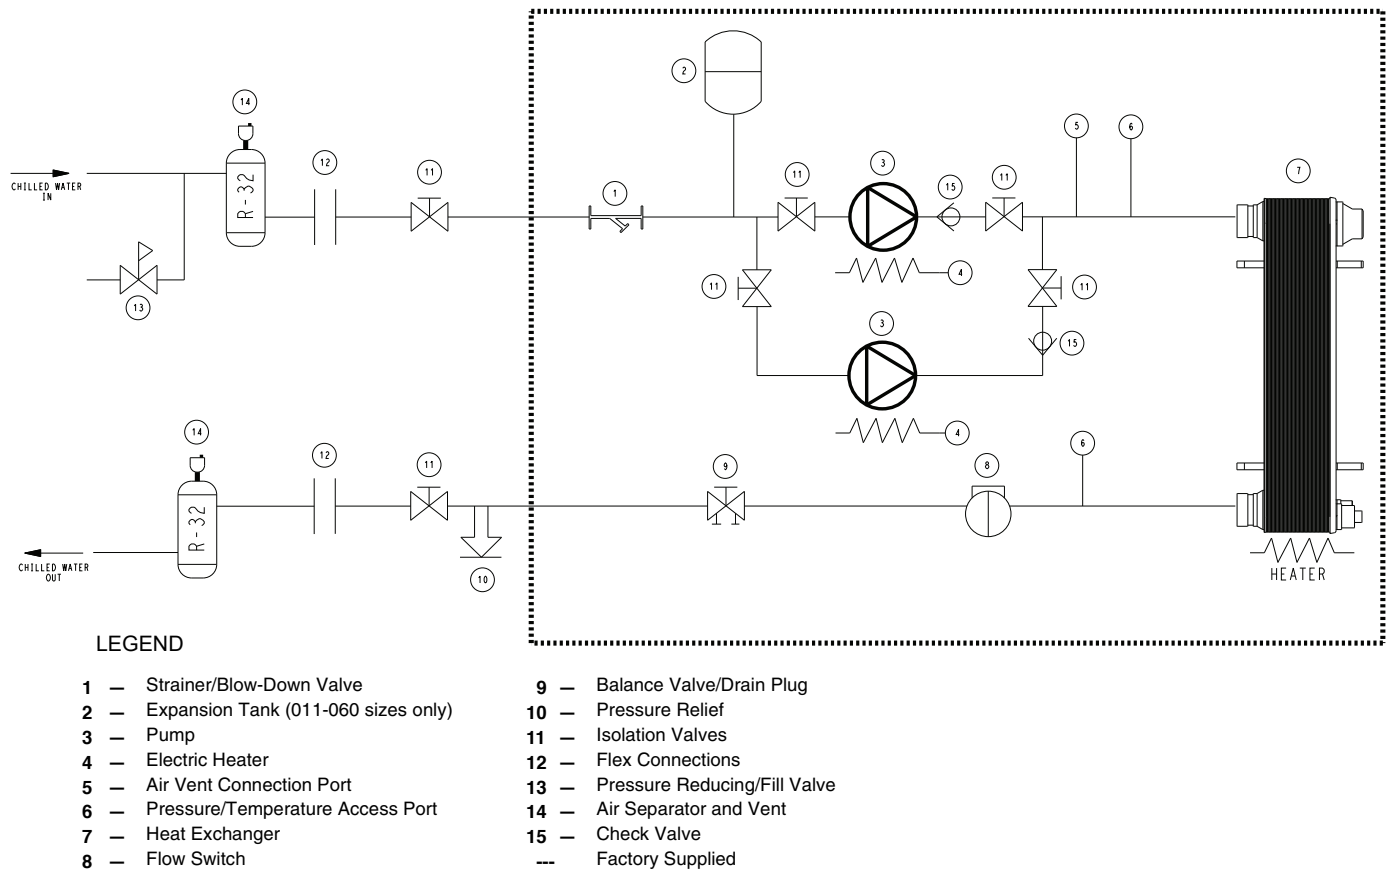 2
14
5
6
12
11
3
7
11
11
15
1
CHILLED WATER
IN
R-32
4
11
11
13
3
15
14
12
11
4
6
9
8
R-32
CHILLED WATER
OUT
10
HEATER
LEGEND
1 — Strainer/Blow-Down Valve
2 — Expansion Tank (011-060 sizes only)
3 — Pump
4 — Electric Heater
5 — Air Vent Connection Port
6 — Pressure/Temperature Access Port
7 — Heat Exchanger
8 — Flow Switch
9 — Balance Valve/Drain Plug
10 — Pressure Relief
11 — Isolation Valves
12 — Flex Connections
13 — Pressure Reducing/Fill Valve
14 — Air Separator and Vent
15 — Check Valve
--- Factory Supplied